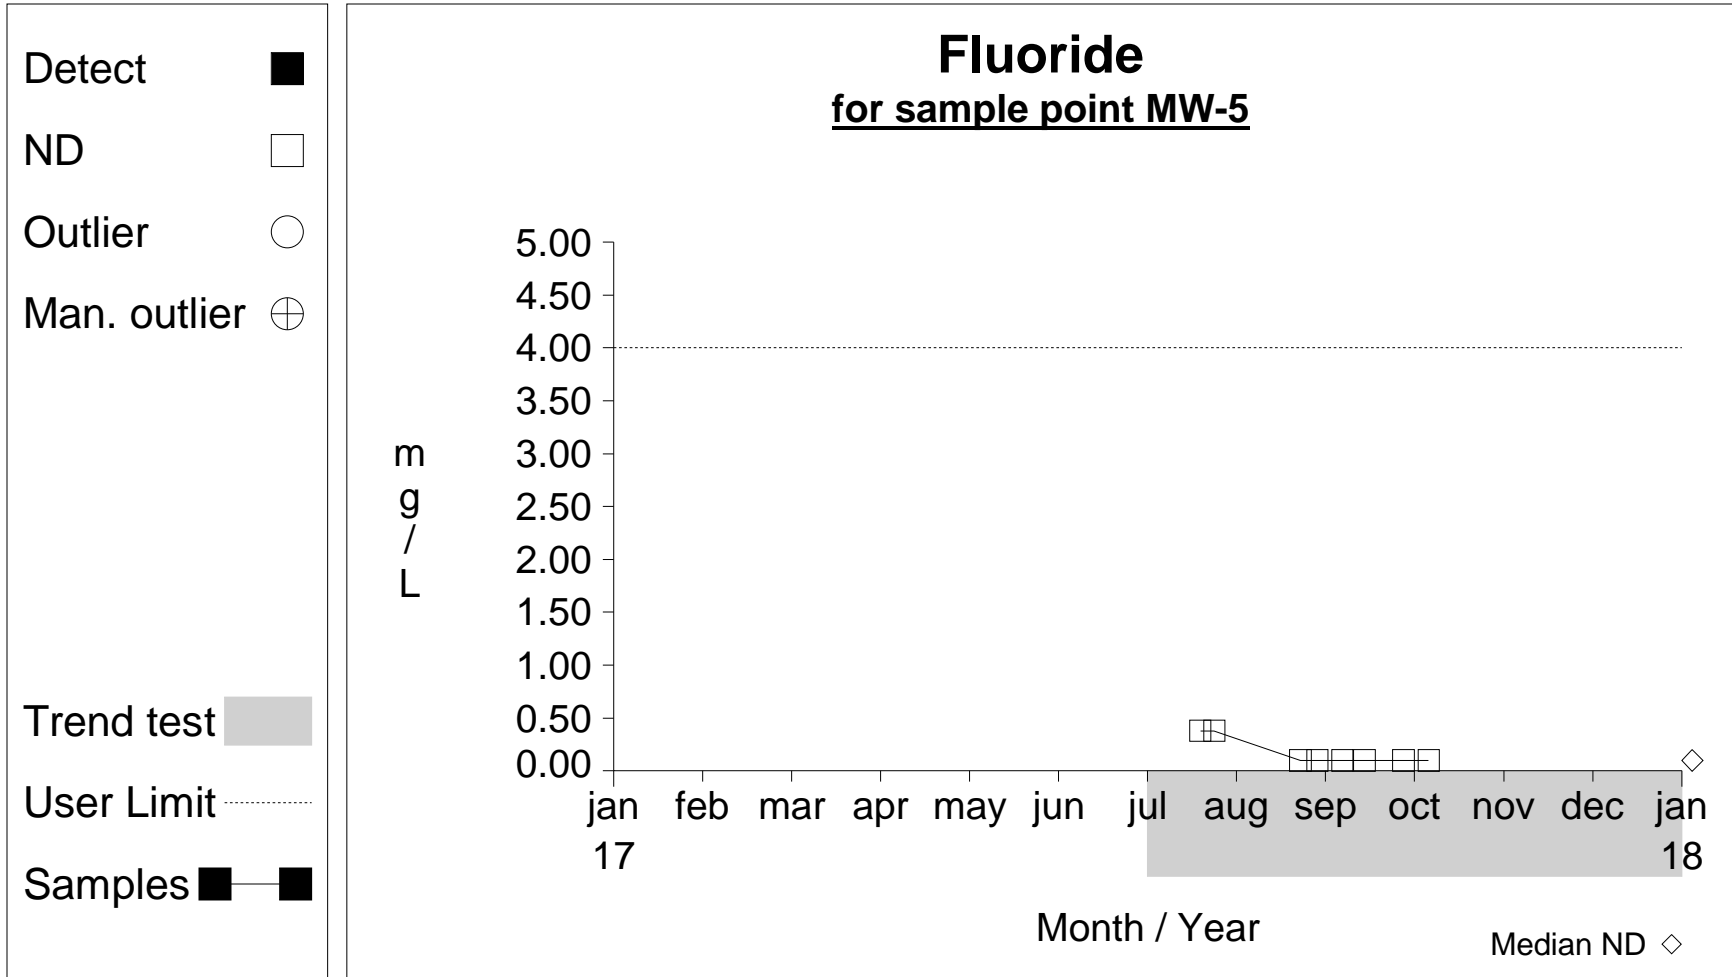 Detect
ND
Outlier
Man. outlier
Trend test
User Limit
Samples
Fluoride
for sample point MW-5
5.00
4.50
4.00
3.50
3.00
2.50
2.00
1.50
1.00
0.50
0.00
mg/L
jan feb mar apr may jun jul aug sep oct nov dec jan
17 18
Month / Year
Median ND